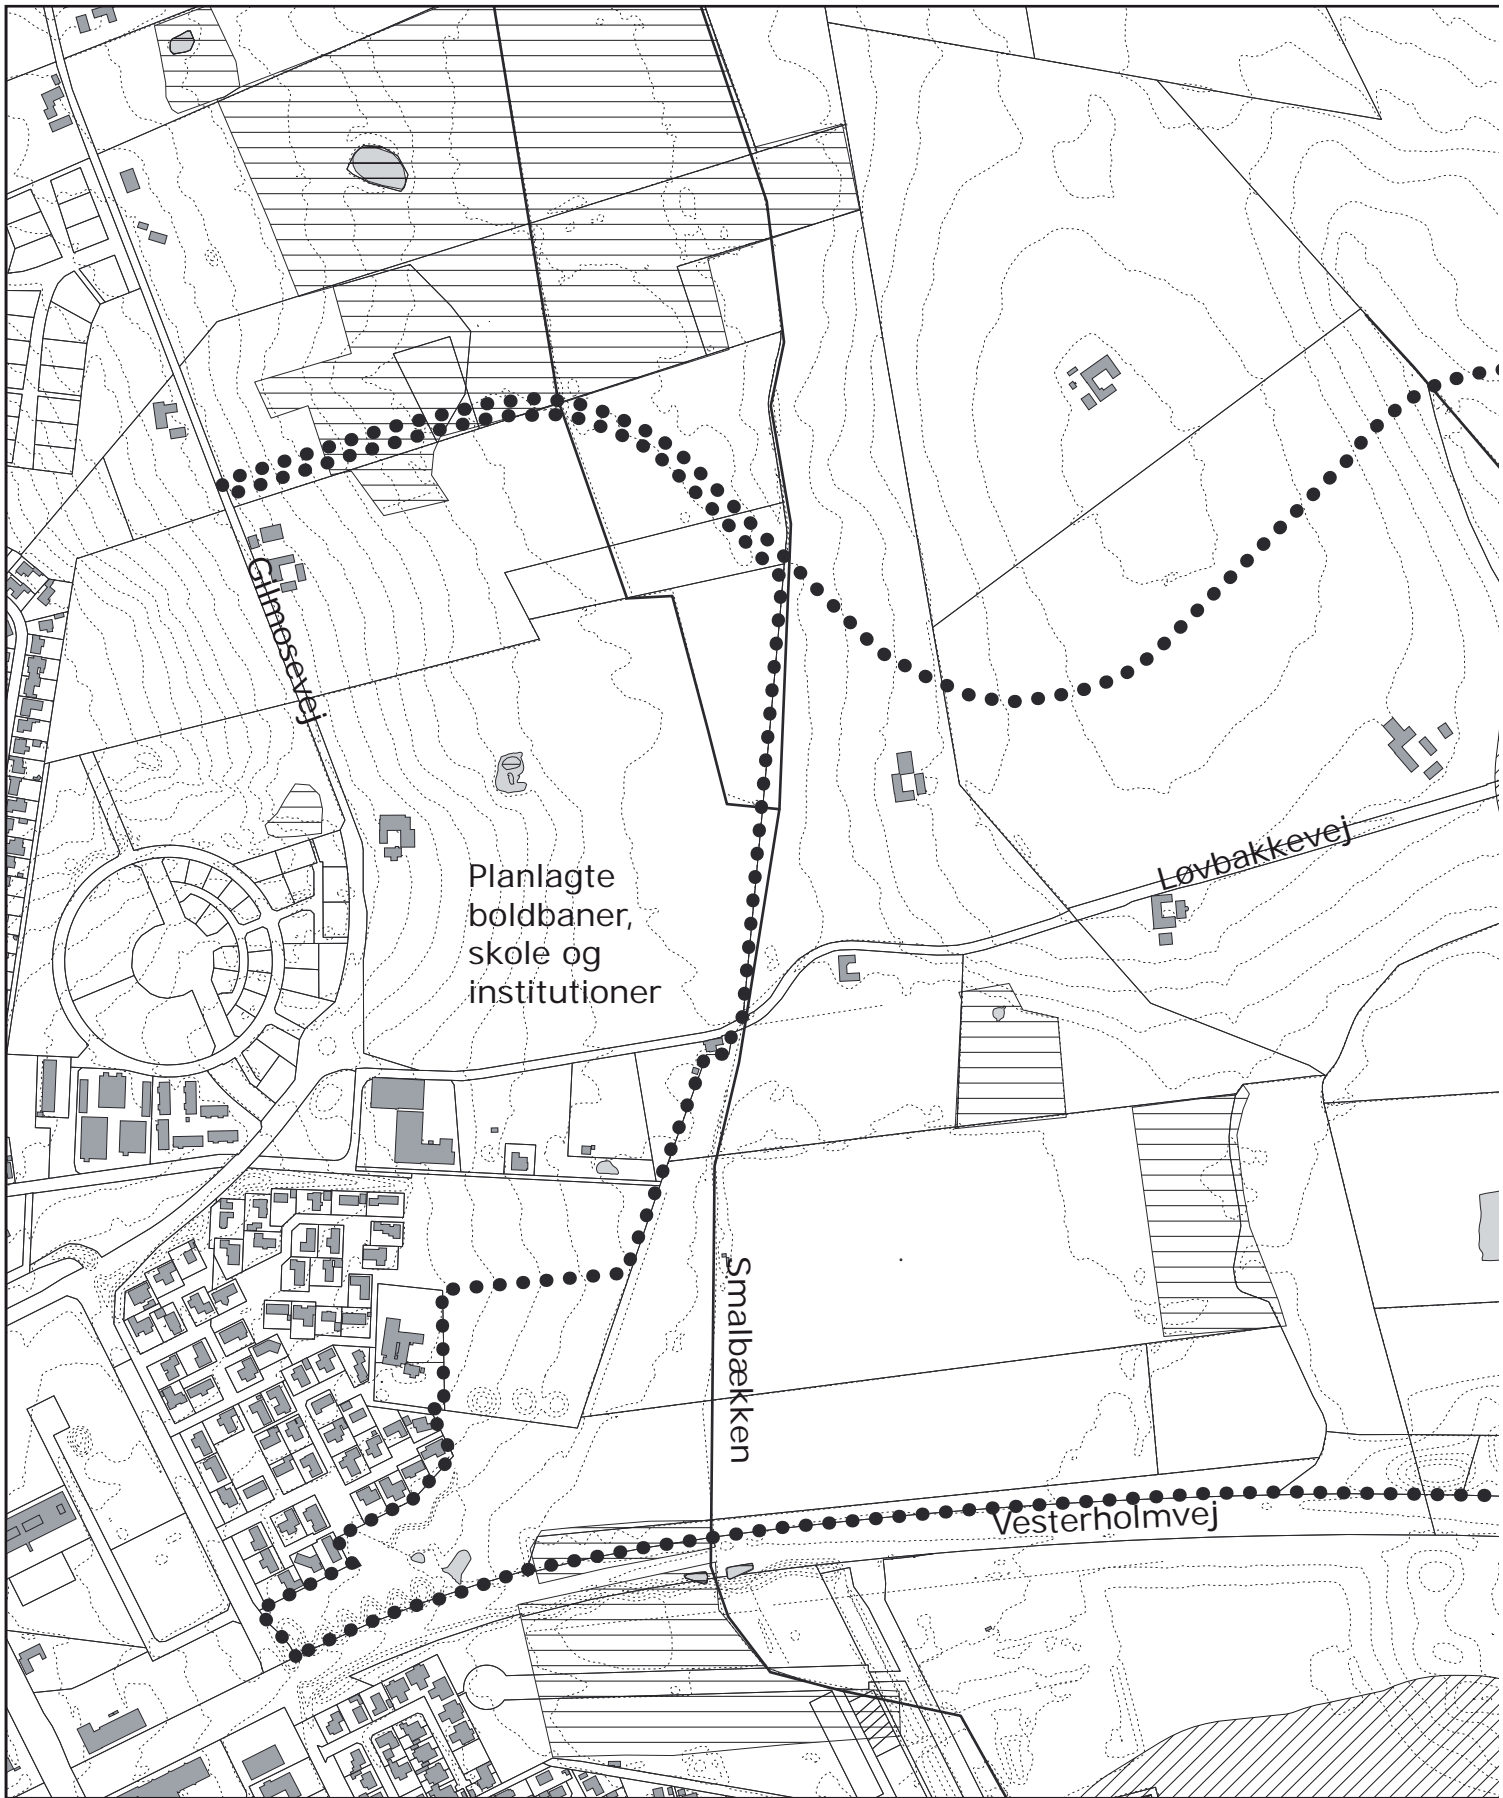 Gilmosevej
Løvbakkevej
Planlagte
boldbaner,
skole og
institutioner
Smalbækken
Vesterholmvej